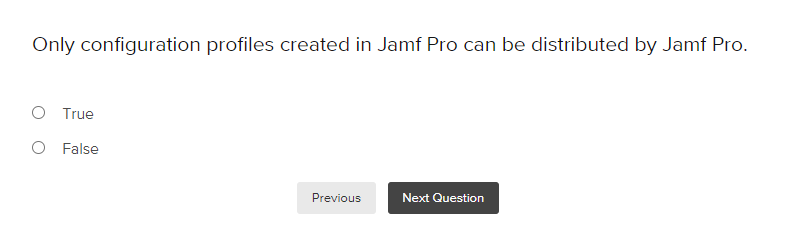 Only configuration profiles created in Jamf Pro can be distributed by Jamf Pro.
True
False
Previous
Next Question